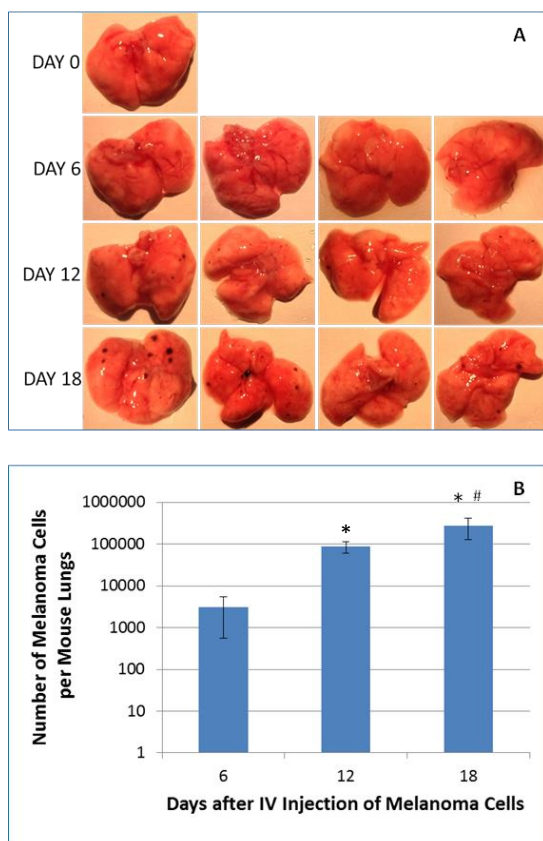 A
DAY 0
DAY 6
DAY 12
DAY 18
B
* #
*
1000000
100000
10000
1000
100
10
1
Number of Melanoma Cells
per Mouse Lungs
6 12 18
Days after IV Injection of Melanoma Cells